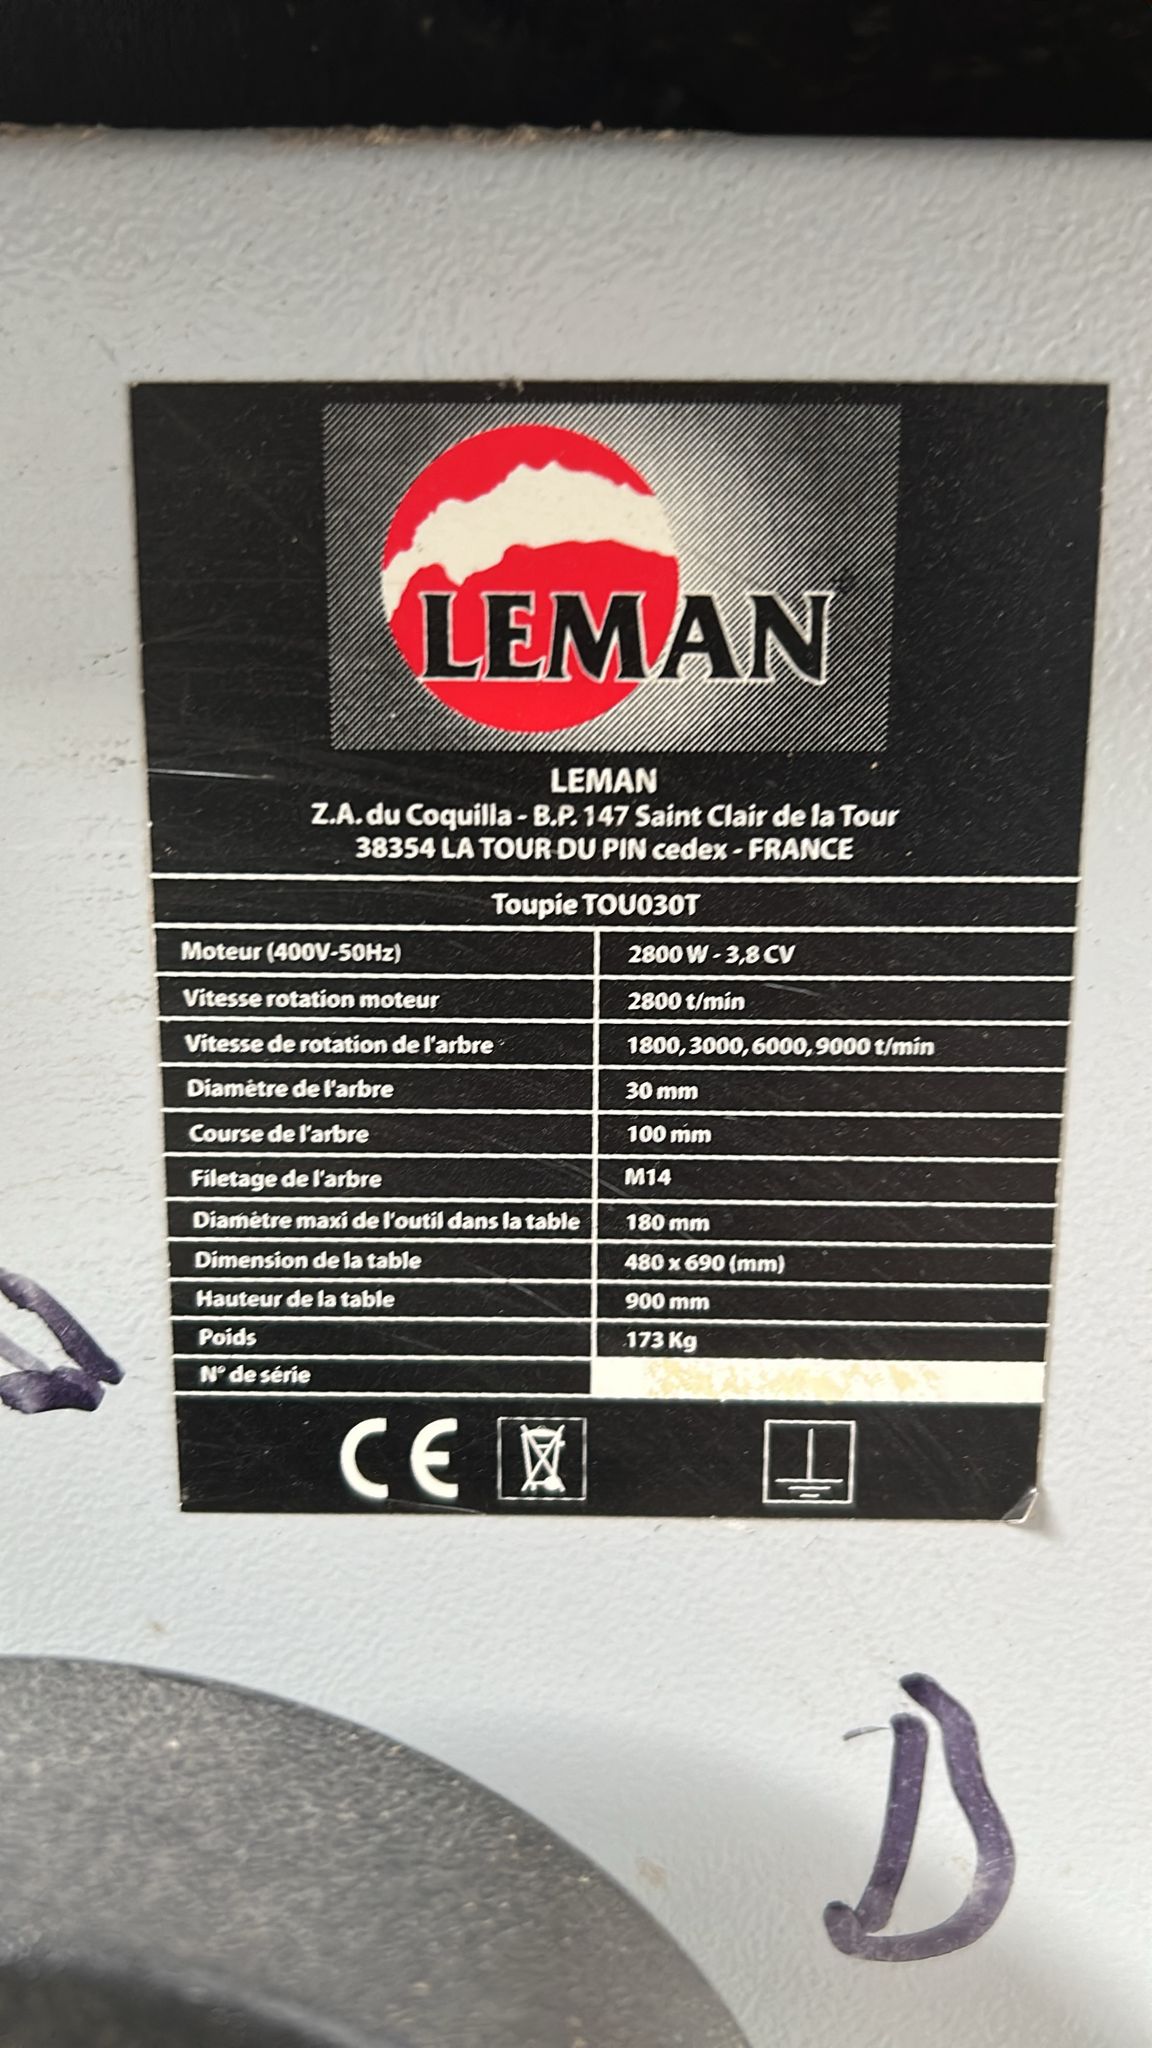 LEMAN
LEMAN
Z.A. du Coquilla - B.P. 147 Saint Clair de la Tour
38354 LA TOUR DU PIN cedex - FRANCE
Toupie TOU030T
Moteur (400V-50Hz) 2800 W - 3,8 CV
Vitesse rotation moteur 2800 t/min
Vitesse de rotation de l'arbre 1800, 3000, 6000, 9000 t/min
Diamètre de l'arbre 30 mm
Course de l'arbre 100 mm
Filetage de l'arbre M14
Diamètre maxi de l'outil dans la table 180 mm
Dimension de la table 480 x 690 (mm)
Hauteur de la table 900 mm
Poids 173 Kg
N° de série
CE
D